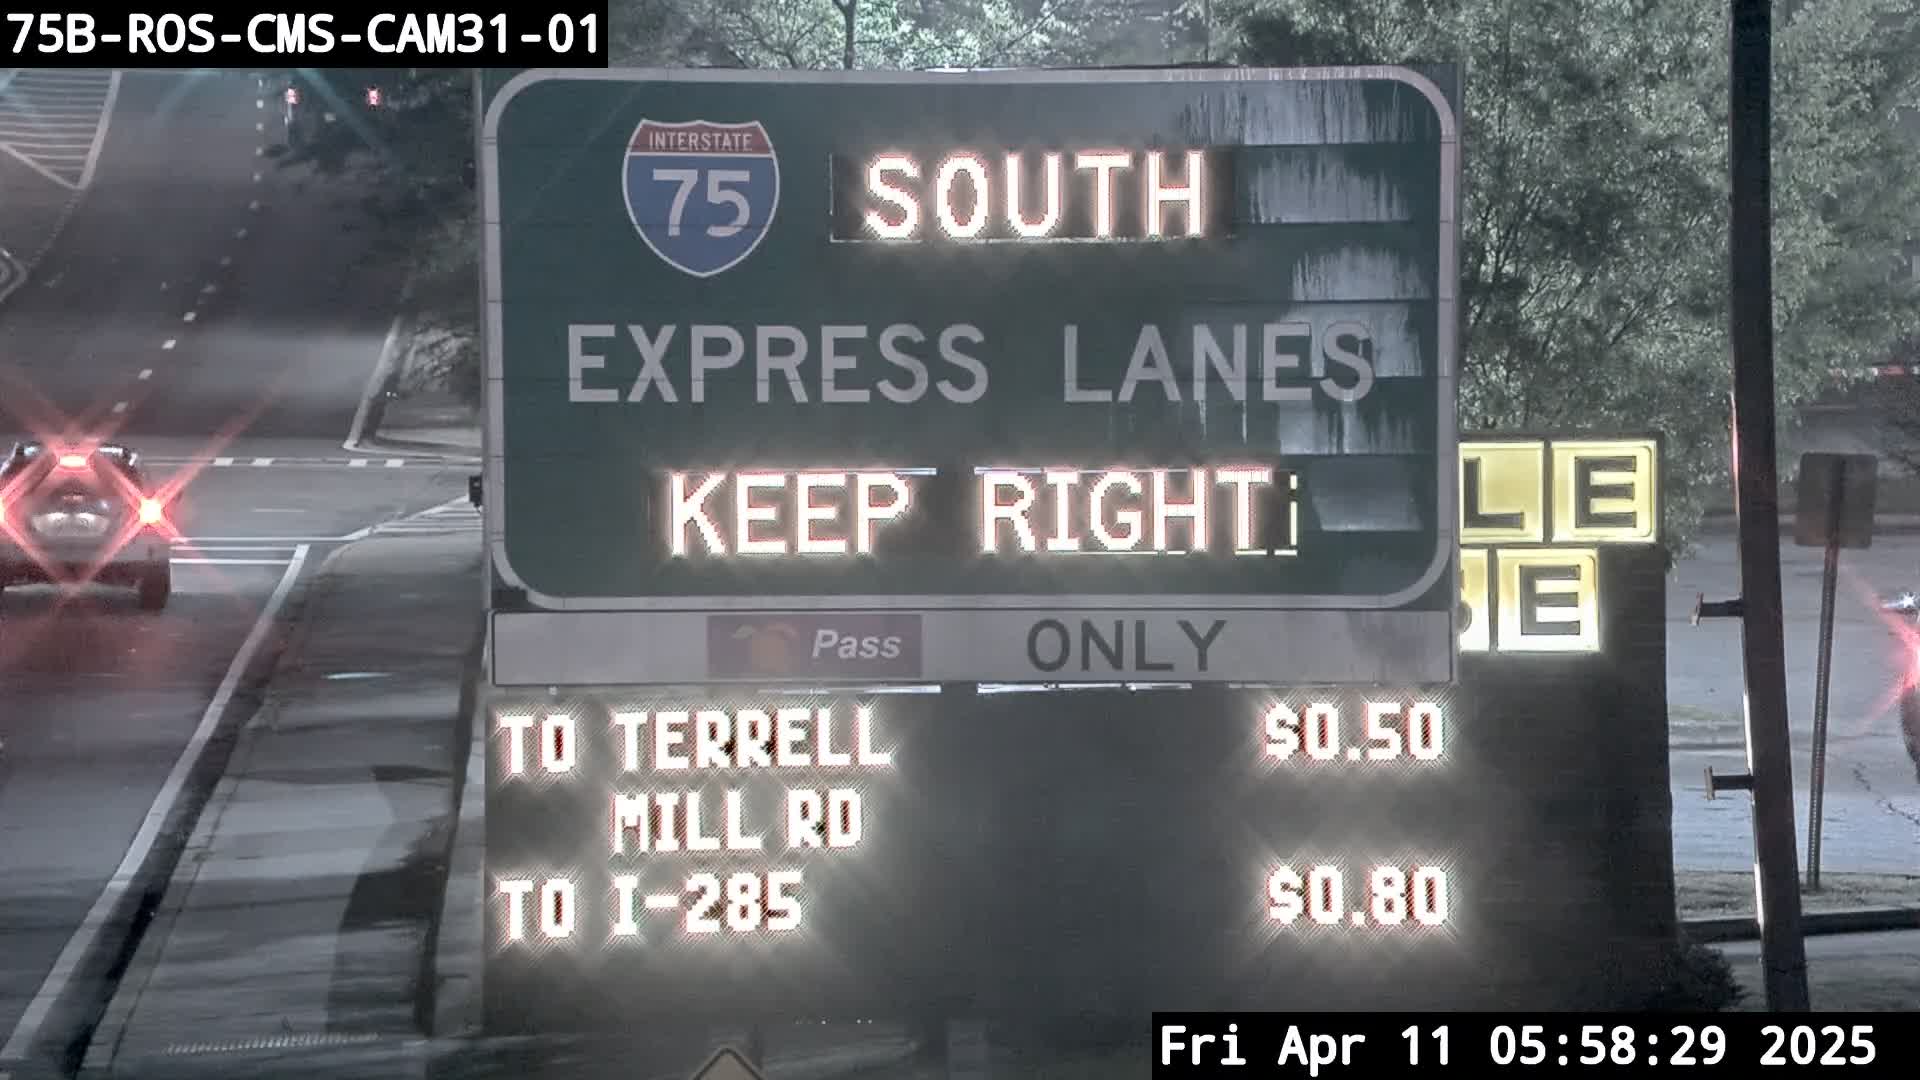 75B-ROS-CMS-CAM31-01
INTERSTATE
75
SOUTH
EXPRESS LANES
KEEP RIGHT
Pass ONLY
TO TERRELL $0.50
MILL RD
TO I-285 $0.80
LE
E
Fri Apr 11 05:58:29 2025